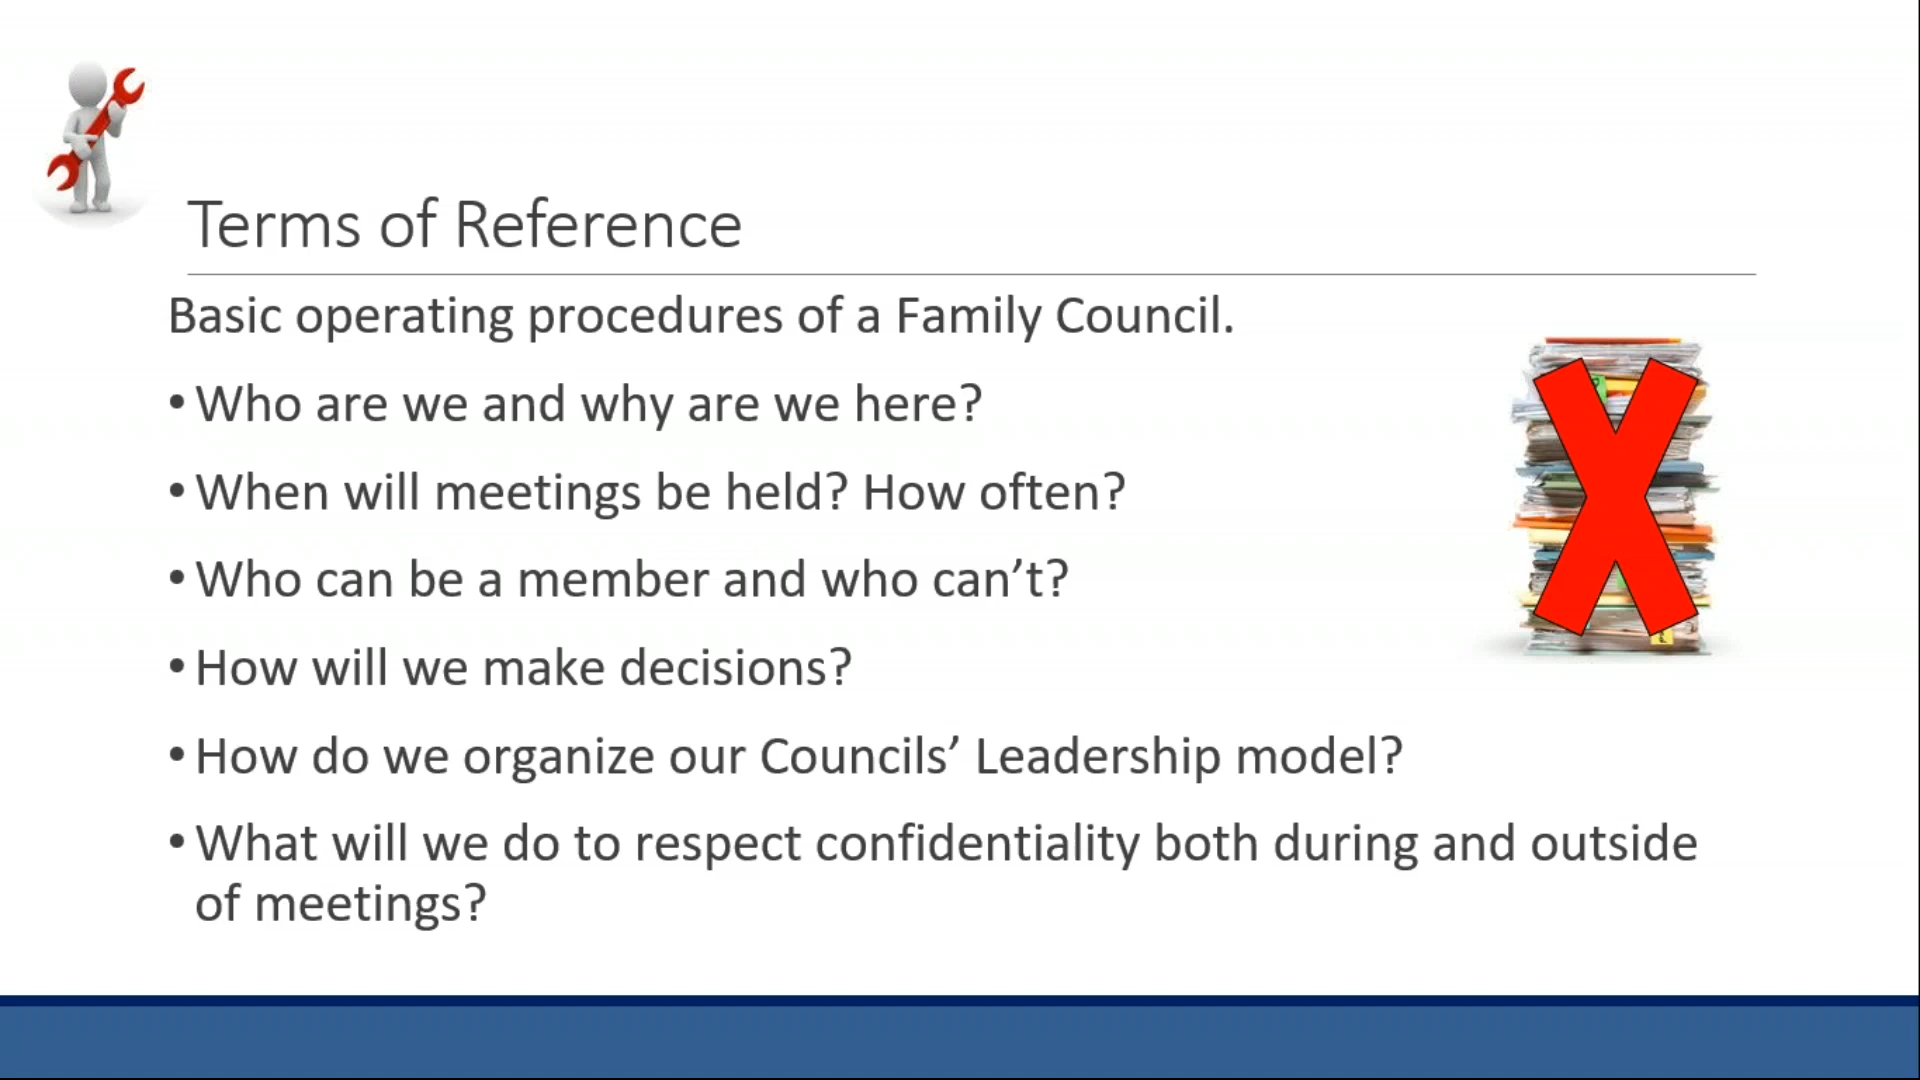 Terms of Reference
Basic operating procedures of a Family Council.
• Who are we and why are we here?
• When will meetings be held? How often?
• Who can be a member and who can’t?
• How will we make decisions?
• How do we organize our Councils’ Leadership model?
• What will we do to respect confidentiality both during and outside
of meetings?